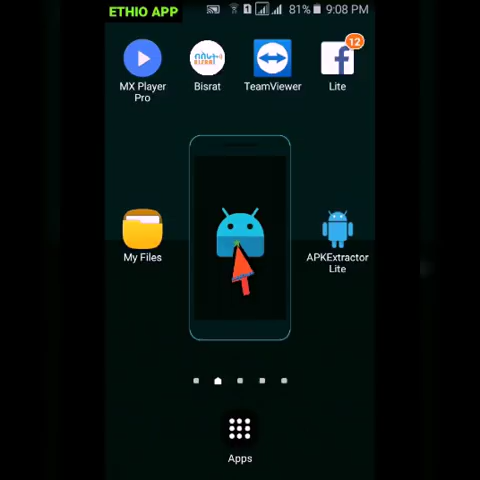 ETHIO APP
81% 9:08 PM
12
MX Player
Pro
Bisrat
TeamViewer
Lite
My Files
APKExtractor
Lite
Apps